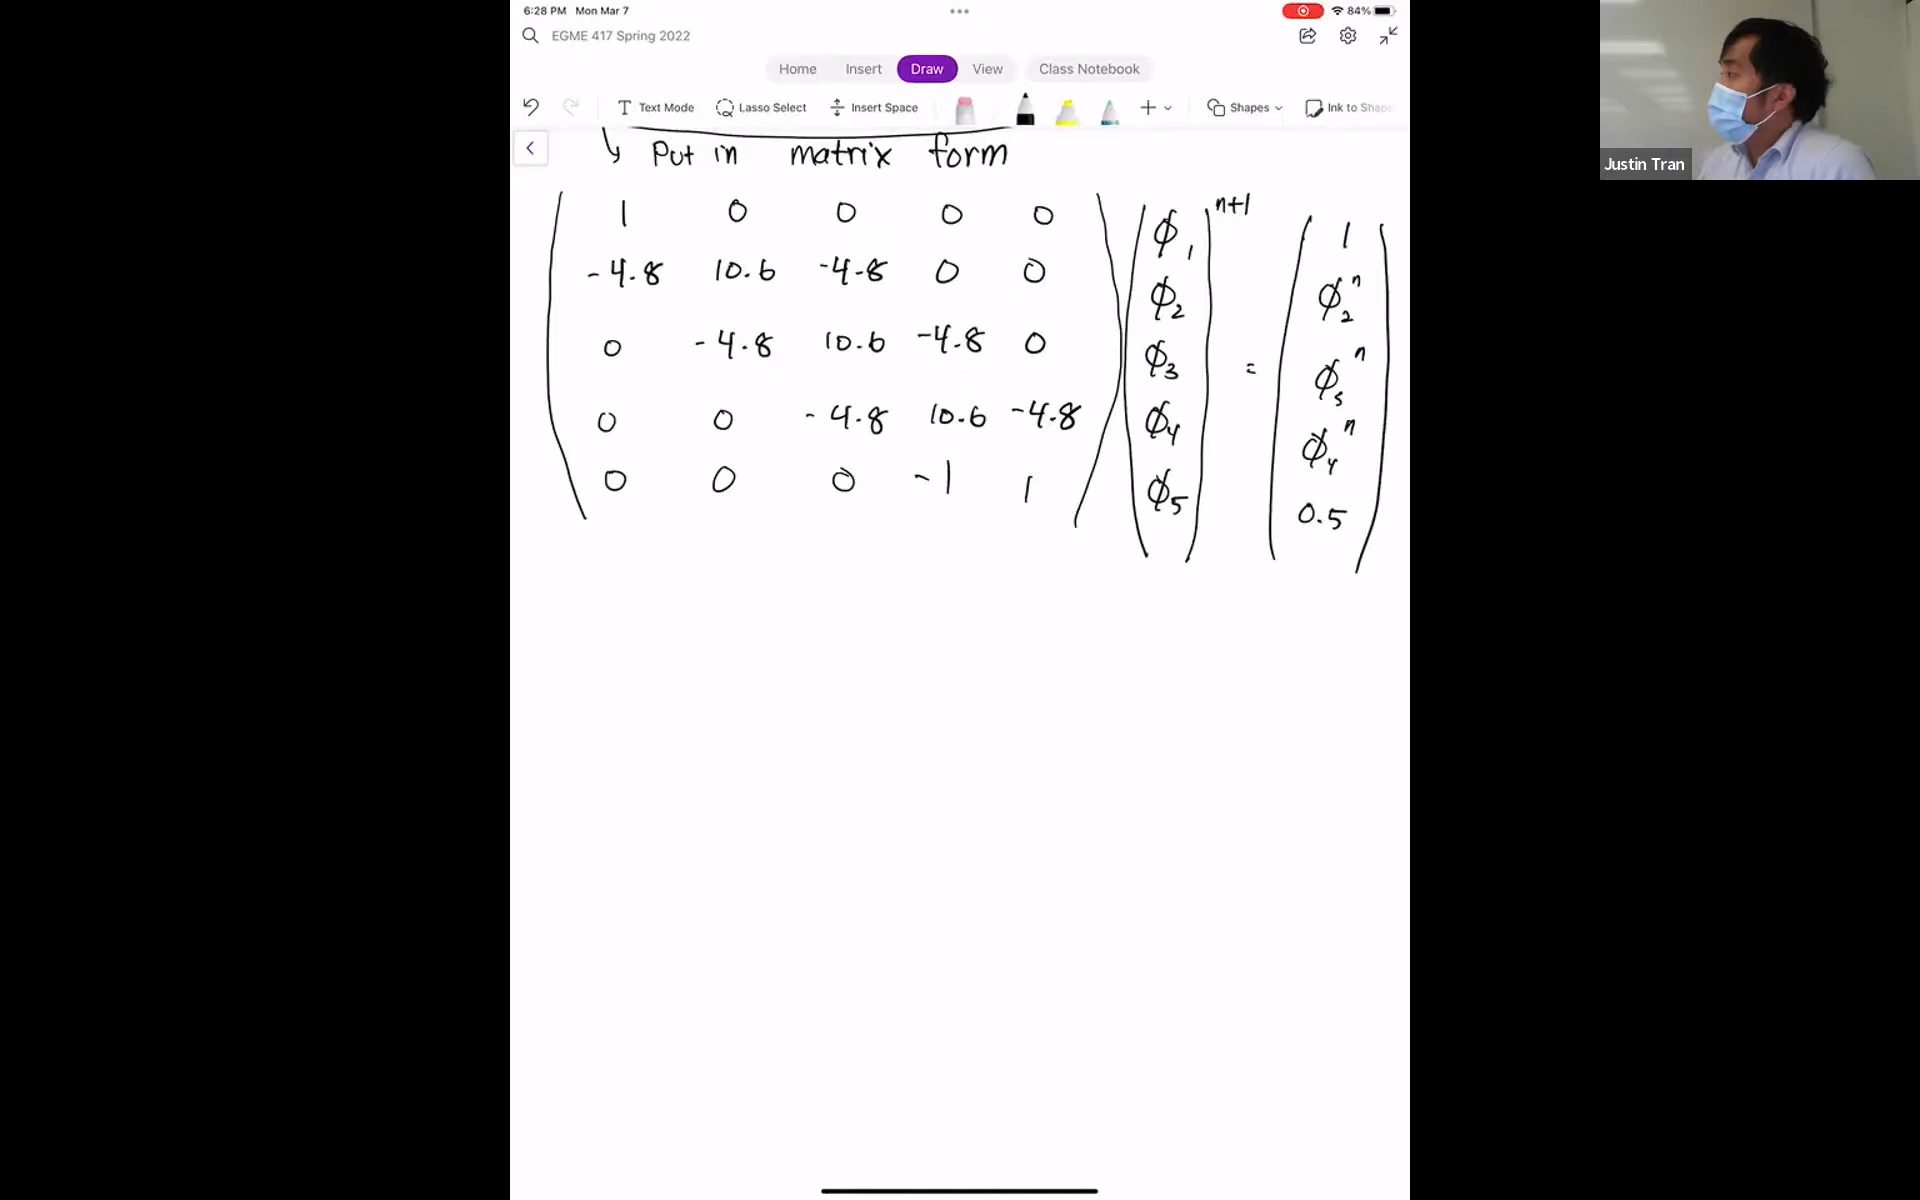 6:28 PM Mon Mar 7
84%
EGME 417 Spring 2022
Home Insert Draw View Class Notebook
Text Mode Lasso Select Insert Space Shapes Ink to Shape
Justin Tran
Put in matrix form
1 0 0 0 0
-4.8 10.6 -4.8 0 0
0 -4.8 10.6 -4.8 0
0 0 -4.8 10.6 -4.8
0 0 0 -1 1
n+1
ϕ1
ϕ2
ϕ3
ϕ4
ϕ5
=
1
ϕ2^n
ϕ3^n
ϕ4^n
0.5